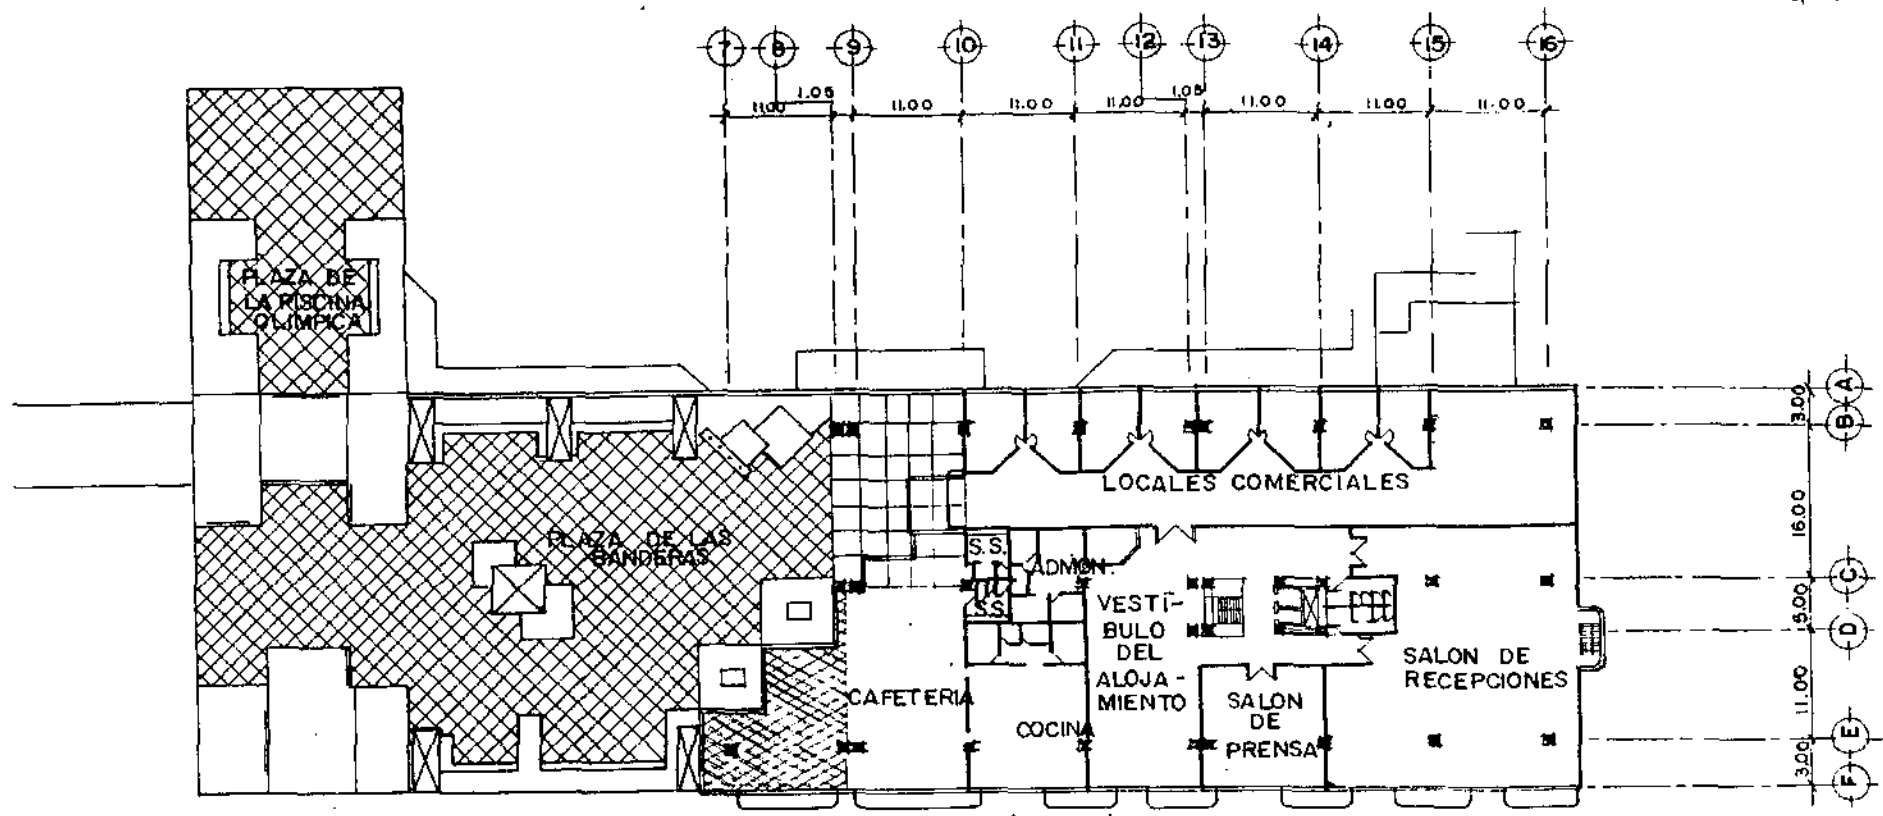 7 8 9 10 11 12 13 14 15 16
11.00 1.05 11.00 11.00 11.00 1.05 11.00 11.00 11.00
PLAZA DE
LA PISCINA
OLIMPICA
A
3.00
B
LOCALES COMERCIALES
16.00
PLAZA DE LAS
BANDERAS
S.S.
ADMON.
S.S.
C
5.00
D
VESTI-
BULO
DEL
ALOJA-
MIENTO
SALON DE
RECEPCIONES
CAFETERIA
COCINA
SALON
DE
PRENSA
11.00
E
3.00
F